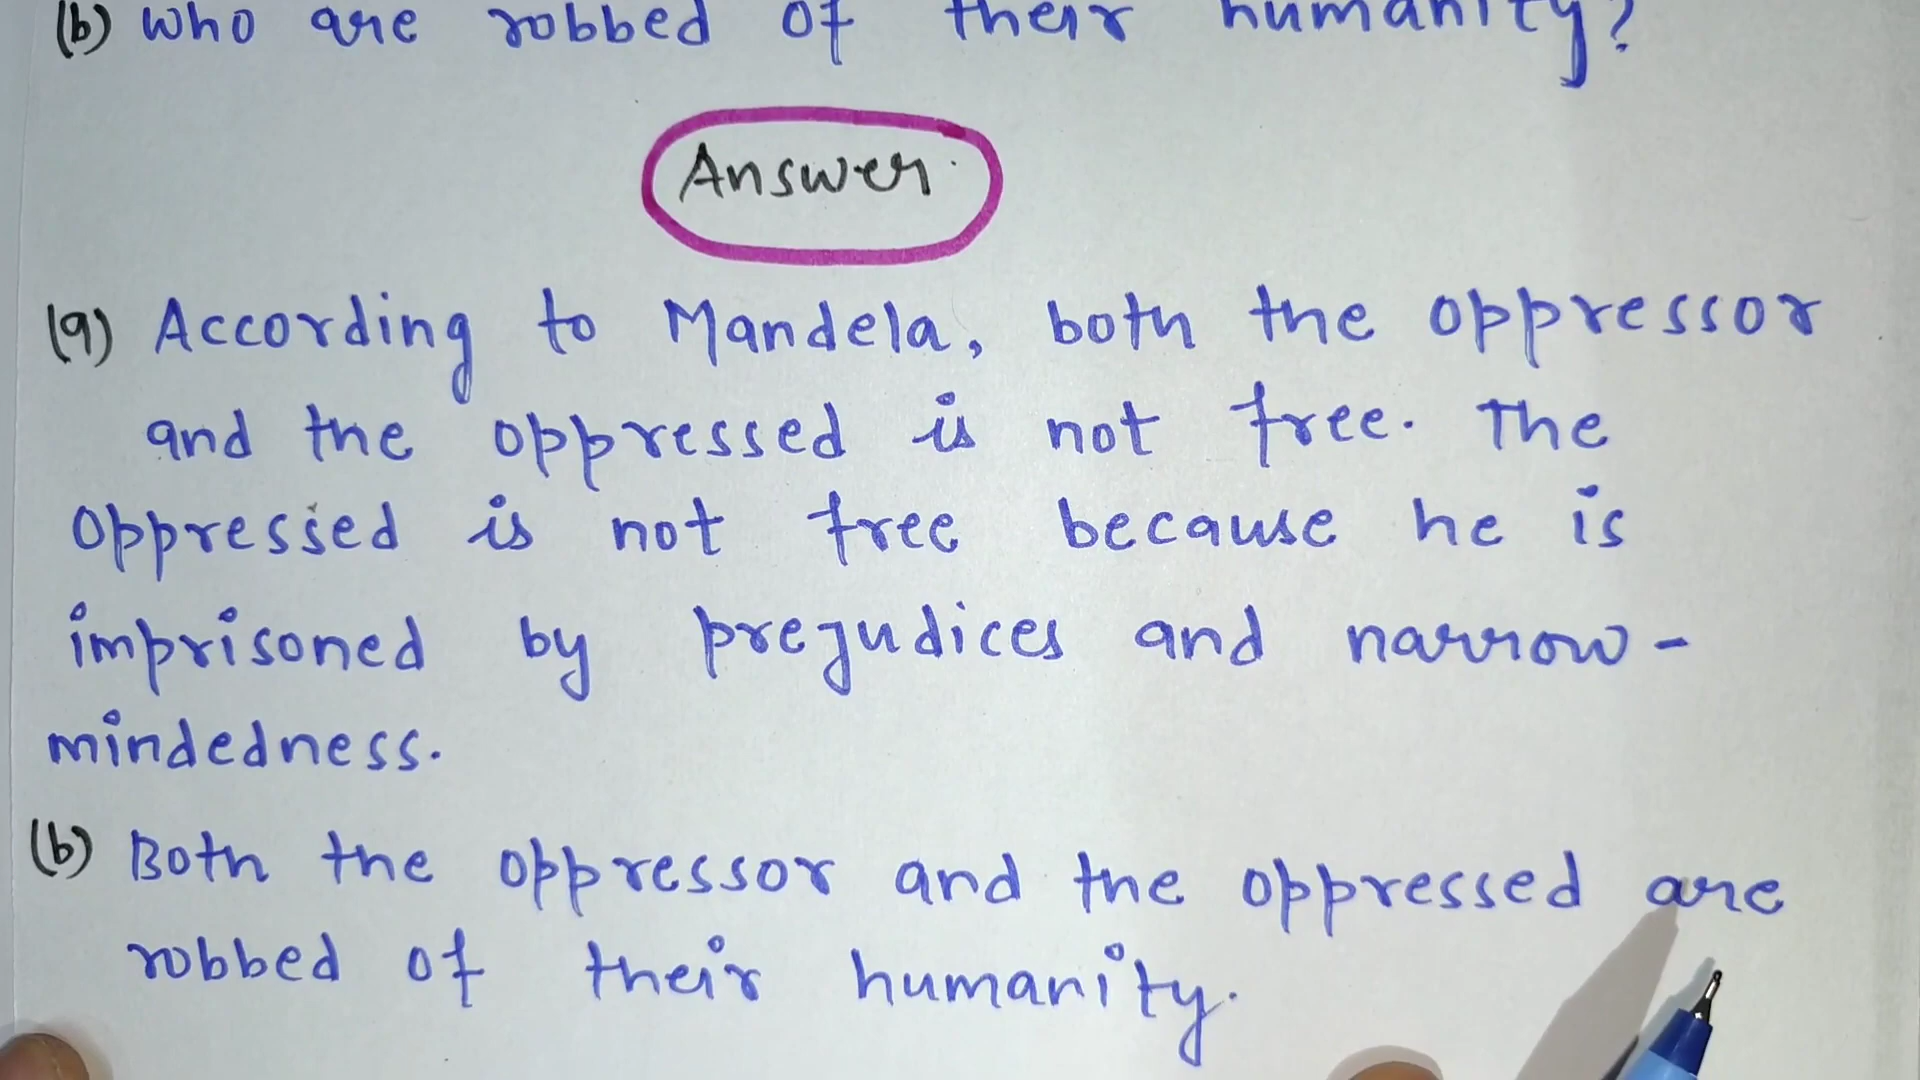 (b) Who are robbed of their humanity?
Answer.
(a) According to Mandela, both the oppressor
and the oppressed is not free. The
oppressed is not free because he is
imprisoned by prejudices and narrow-
mindedness.
(b) Both the oppressor and the oppressed are
robbed of their humanity.